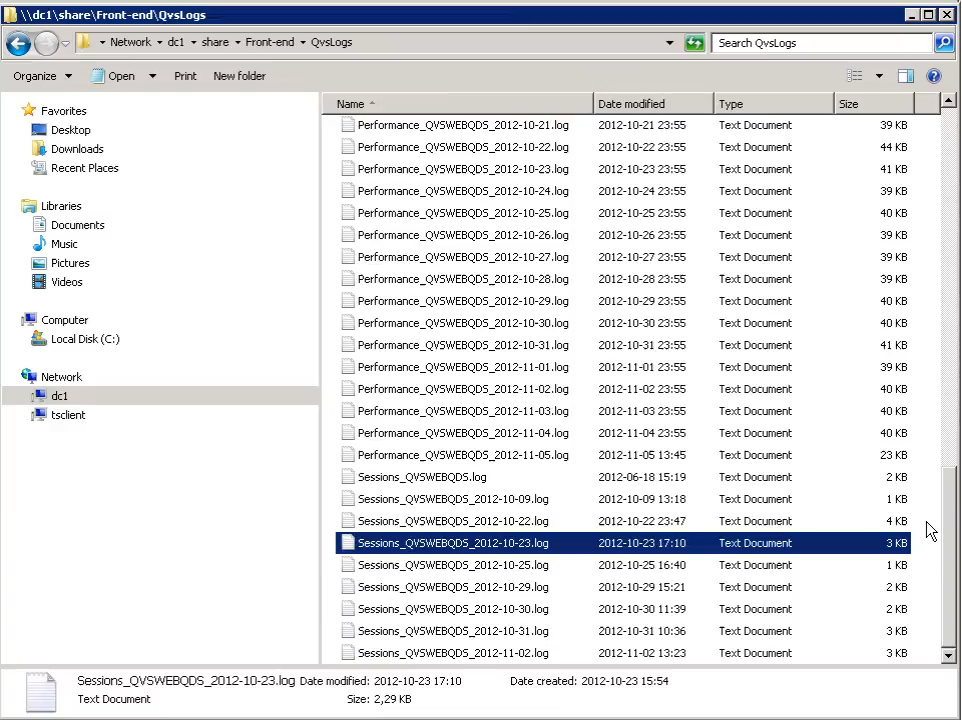 \\dc1\share\Front-end\QvsLogs
Network dc1 share Front-end QvsLogs
Search QvsLogs
Organize Open Print New folder
Name Date modified Type Size
Favorites
Desktop
Downloads
Recent Places
Libraries
Documents
Music
Pictures
Videos
Computer
Local Disk (C:)
Network
dc1
tsclient
Performance_QVSWEBQDS_2012-10-21.log 2012-10-21 23:55 Text Document 39 KB
Performance_QVSWEBQDS_2012-10-22.log 2012-10-22 23:55 Text Document 44 KB
Performance_QVSWEBQDS_2012-10-23.log 2012-10-23 23:55 Text Document 41 KB
Performance_QVSWEBQDS_2012-10-24.log 2012-10-24 23:55 Text Document 39 KB
Performance_QVSWEBQDS_2012-10-25.log 2012-10-25 23:55 Text Document 40 KB
Performance_QVSWEBQDS_2012-10-26.log 2012-10-26 23:55 Text Document 39 KB
Performance_QVSWEBQDS_2012-10-27.log 2012-10-27 23:55 Text Document 39 KB
Performance_QVSWEBQDS_2012-10-28.log 2012-10-28 23:55 Text Document 39 KB
Performance_QVSWEBQDS_2012-10-29.log 2012-10-29 23:55 Text Document 40 KB
Performance_QVSWEBQDS_2012-10-30.log 2012-10-30 23:55 Text Document 40 KB
Performance_QVSWEBQDS_2012-10-31.log 2012-10-31 23:55 Text Document 41 KB
Performance_QVSWEBQDS_2012-11-01.log 2012-11-01 23:55 Text Document 39 KB
Performance_QVSWEBQDS_2012-11-02.log 2012-11-02 23:55 Text Document 40 KB
Performance_QVSWEBQDS_2012-11-03.log 2012-11-03 23:55 Text Document 40 KB
Performance_QVSWEBQDS_2012-11-04.log 2012-11-04 23:55 Text Document 40 KB
Performance_QVSWEBQDS_2012-11-05.log 2012-11-05 13:45 Text Document 23 KB
Sessions_QVSWEBQDS.log 2012-06-18 15:19 Text Document 2 KB
Sessions_QVSWEBQDS_2012-10-09.log 2012-10-09 13:18 Text Document 1 KB
Sessions_QVSWEBQDS_2012-10-22.log 2012-10-22 23:47 Text Document 4 KB
Sessions_QVSWEBQDS_2012-10-23.log 2012-10-23 17:10 Text Document 3 KB
Sessions_QVSWEBQDS_2012-10-25.log 2012-10-25 16:40 Text Document 1 KB
Sessions_QVSWEBQDS_2012-10-29.log 2012-10-29 15:21 Text Document 2 KB
Sessions_QVSWEBQDS_2012-10-30.log 2012-10-30 11:39 Text Document 2 KB
Sessions_QVSWEBQDS_2012-10-31.log 2012-10-31 10:36 Text Document 3 KB
Sessions_QVSWEBQDS_2012-11-02.log 2012-11-02 13:23 Text Document 3 KB
Sessions_QVSWEBQDS_2012-10-23.log Date modified: 2012-10-23 17:10 Date created: 2012-10-23 15:54
Text Document Size: 2,29 KB